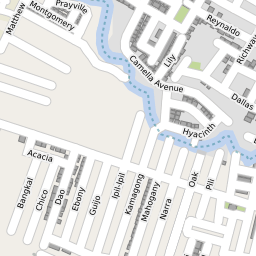 Matthew
Prayville
Montgomery
Reynaldo
Lily
Camelia Avenue
Dallas
Hyacinth
Acacia
Bangkal
Chico
Dao
Ebony
Guijo
Ipil-Ipil
Kamagong
Mahogany
Narra
Oak
Pili